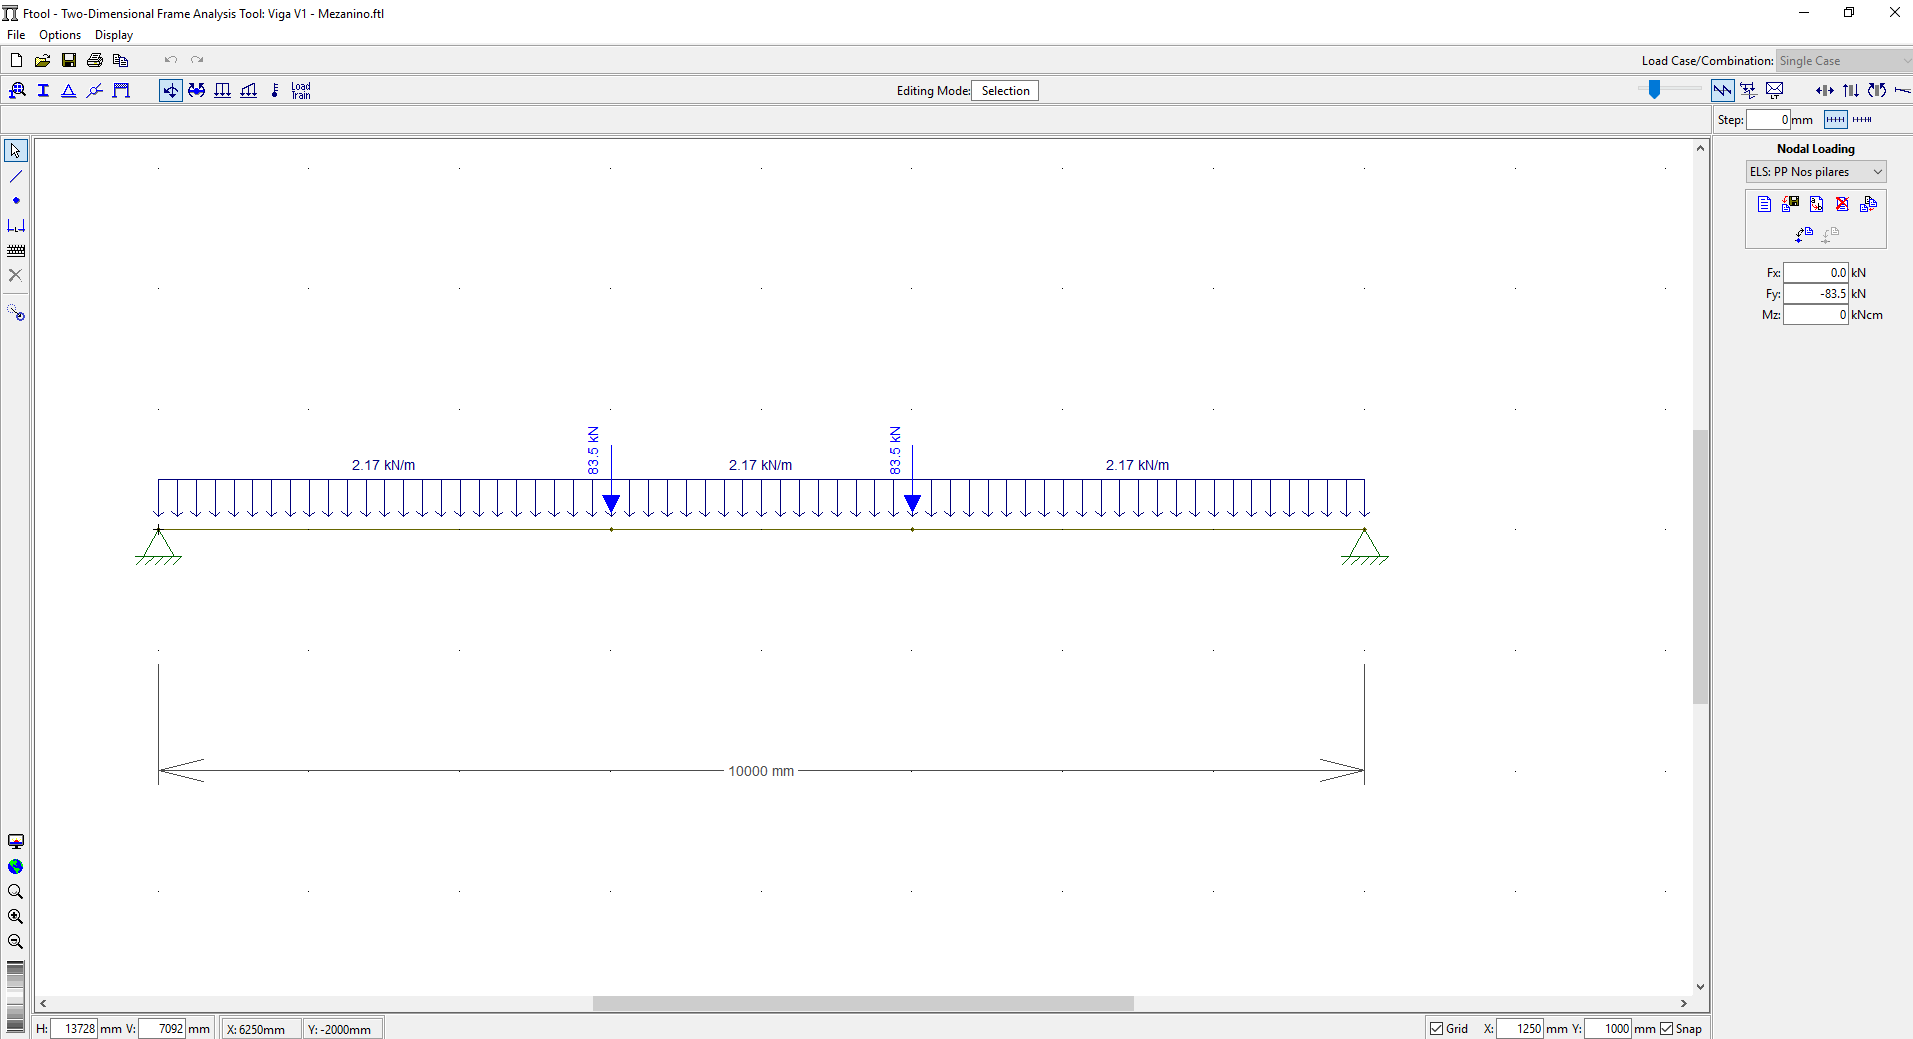 Ftool - Two-Dimensional Frame Analysis Tool: Viga V1 - Mezanino.ftl
File Options Display
Load Case/Combination: Single Case
Load Train
Editing Mode: Selection
LT
Step: 0 mm
Nodal Loading
ELS: PP Nos pilares
Fx: 0.0 kN
Fy: -83.5 kN
Mz: 0 kNcm
83.5 kN
83.5 kN
2.17 kN/m
2.17 kN/m
2.17 kN/m
10000 mm
H: 13728 mm V: 7092 mm X: 6250mm Y: -2000mm
Grid X: 1250 mm Y: 1000 mm Snap